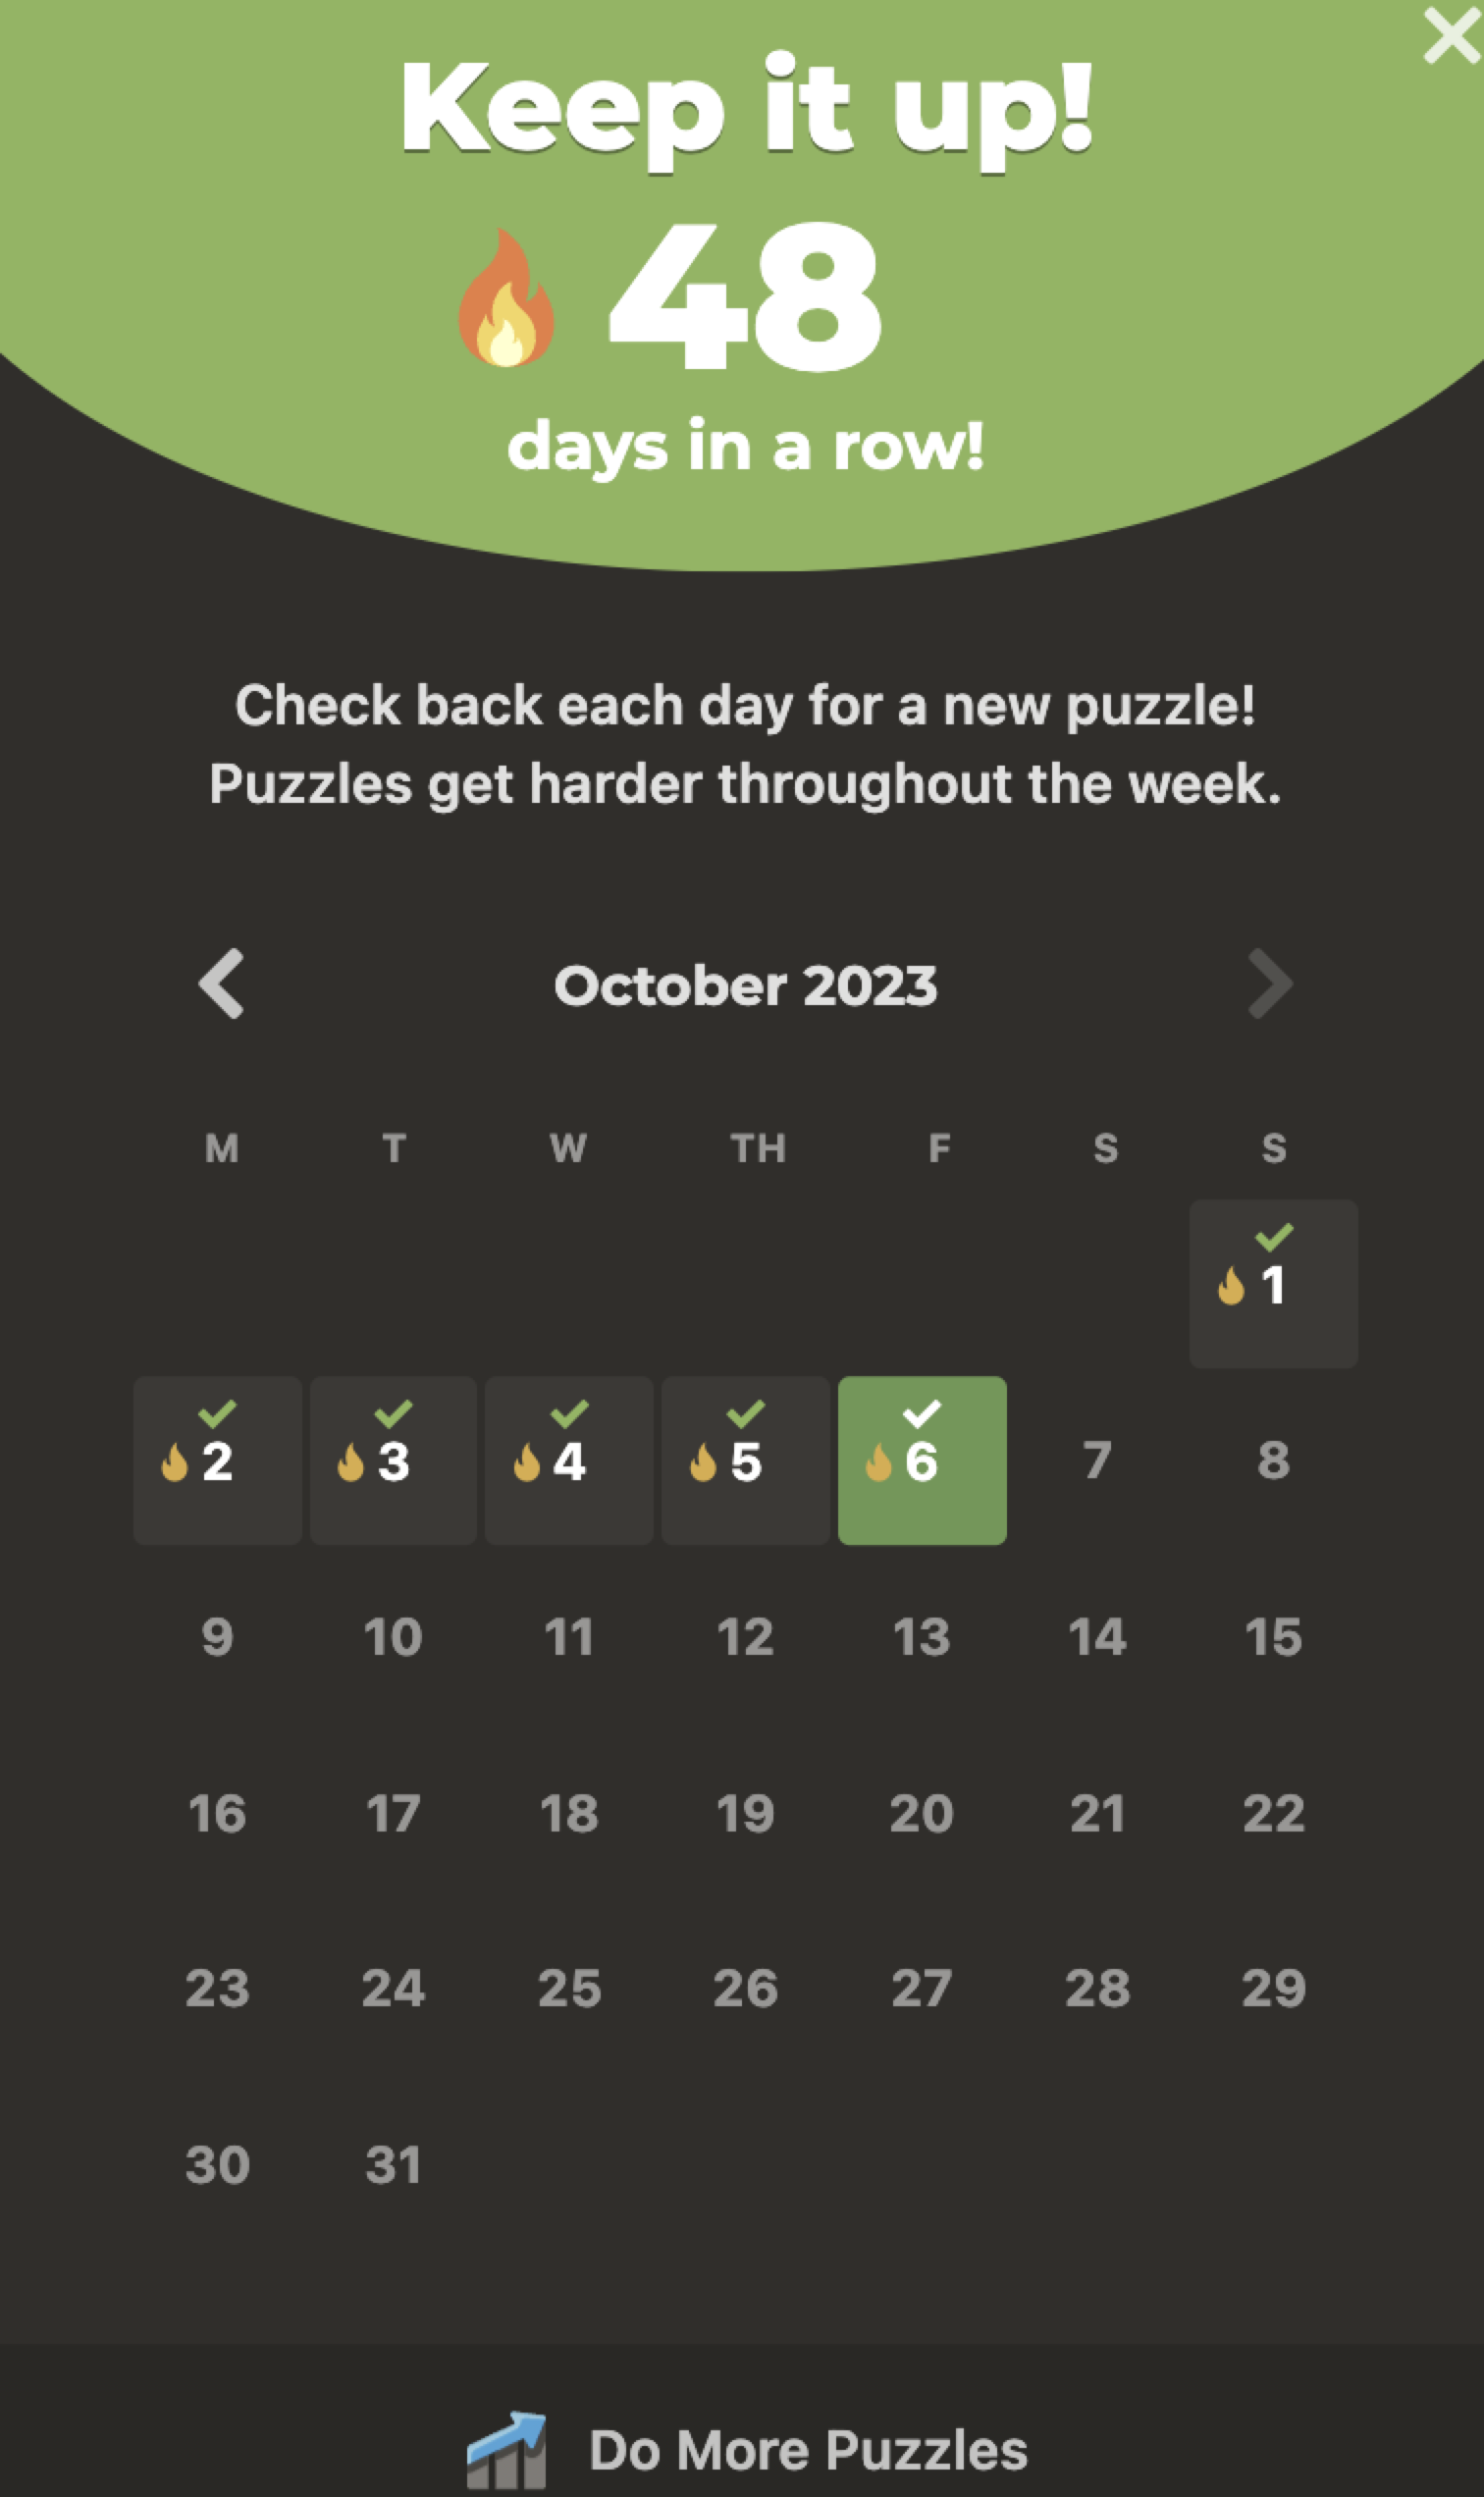 Keep it up!
48
days in a row!
Check back each day for a new puzzle!
Puzzles get harder throughout the week.
October 2023
M T W TH F S S
1
2 3 4 5 6 7 8
9 10 11 12 13 14 15
16 17 18 19 20 21 22
23 24 25 26 27 28 29
30 31
Do More Puzzles